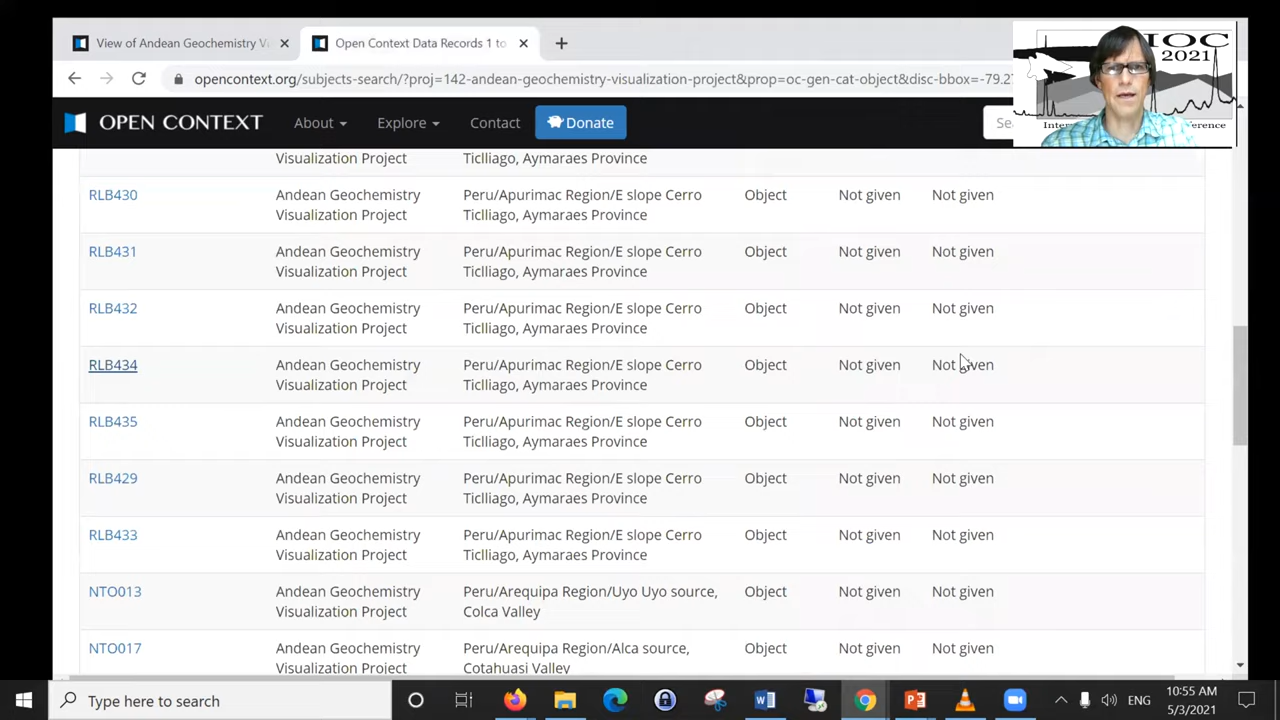 View of Andean Geochemistry V
Open Context Data Records 1 to
opencontext.org/subjects-search/?proj=142-andean-geochemistry-visualization-project&prop=oc-gen-cat-object&disc-bbox=-79.27
IOC
2021
OPEN CONTEXT
About
Explore
Contact
Donate
Visualization Project
Ticlliago, Aymaraes Province
RLB430
Andean Geochemistry
Visualization Project
Peru/Apurimac Region/E slope Cerro
Ticlliago, Aymaraes Province
Object
Not given
Not given
RLB431
Andean Geochemistry
Visualization Project
Peru/Apurimac Region/E slope Cerro
Ticlliago, Aymaraes Province
Object
Not given
Not given
RLB432
Andean Geochemistry
Visualization Project
Peru/Apurimac Region/E slope Cerro
Ticlliago, Aymaraes Province
Object
Not given
Not given
RLB434
Andean Geochemistry
Visualization Project
Peru/Apurimac Region/E slope Cerro
Ticlliago, Aymaraes Province
Object
Not given
Not given
RLB435
Andean Geochemistry
Visualization Project
Peru/Apurimac Region/E slope Cerro
Ticlliago, Aymaraes Province
Object
Not given
Not given
RLB429
Andean Geochemistry
Visualization Project
Peru/Apurimac Region/E slope Cerro
Ticlliago, Aymaraes Province
Object
Not given
Not given
RLB433
Andean Geochemistry
Visualization Project
Peru/Apurimac Region/E slope Cerro
Ticlliago, Aymaraes Province
Object
Not given
Not given
NTO013
Andean Geochemistry
Visualization Project
Peru/Arequipa Region/Uyo Uyo source,
Colca Valley
Object
Not given
Not given
NTO017
Andean Geochemistry
Visualization Project
Peru/Arequipa Region/Alca source,
Cotahuasi Valley
Object
Not given
Not given
Type here to search
ENG
10:55 AM
5/3/2021